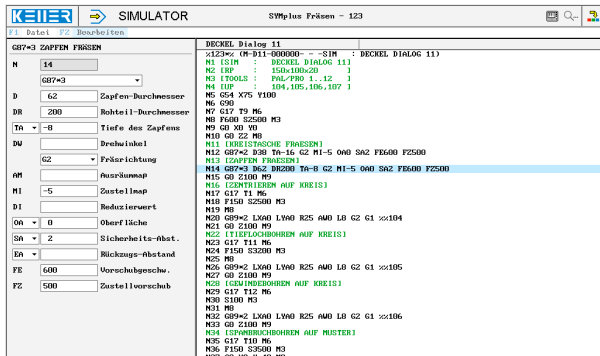 KELLER SIMULATOR SYMplus Fräsen - 123
F1 Datei F2 Bearbeiten
G87*3 ZAPFEN FRÄSEN
N 14
G87*3
D 62 Zapfen-Durchmesser
DR 200 Rohteil-Durchmesser
TA -8 Tiefe des Zapfens
DW Drehwinkel
G2 Fräsrichtung
AM Ausräummap
MI -5 Zustellmap
DI Reduzierwert
OA 0 Oberfläche
SA 2 Sicherheits-Abst.
EA Rückzugs-Abstand
FE 600 Vorschubgeschw.
FZ 500 Zustellvorschub
DECKEL Dialog 11
%123*% (M-D11-000000- - -SIM : DECKEL DIALOG 11)
N1 [SIM : DECKEL DIALOG 11]
N2 [RP : 150x100x20 ]
N3 [TOOLS : PAL/PRO 1..12 ]
N4 [UP : 104,105,106,107 ]
N5 G54 X75 Y100
N6 G90
N7 G17 T9 M6
N8 F600 S2500 M3
N9 G0 X0 Y0
N10 G0 Z2 M8
N11 [KREISTASCHE FRAESEN]
N12 G87*2 D38 TA-16 G2 MI-5 OA0 SA2 FE600 FZ500
N13 [ZAPFEN FRAESEN]
N14 G87*3 D62 DR200 TA-8 G2 MI-5 OA0 SA2 FE600 FZ500
N15 G0 Z100 M9
N16 [ZENTRIEREN AUF KREIS]
N17 G17 T1 M6
N18 F150 S2500 M3
N19 M8
N20 G89*2 LXA0 LYA0 R25 AW0 L8 G2 G1 %%104
N21 G0 Z100 M9
N22 [TIEFLOCHBOHREN AUF KREIS]
N23 G17 T11 M6
N24 F150 S3200 M3
N25 M8
N26 G89*2 LXA0 LYA0 R25 AW0 L8 G2 G1 %%105
N27 G0 Z100 M9
N28 [GEWINDEBOHREN AUF KREIS]
N29 G17 T12 M6
N30 S100 M3
N31 M8
N32 G89*2 LXA0 LYA0 R25 AW0 L8 G2 G1 %%106
N33 G0 Z100 M9
N34 [SPANBRUCHBOHREN AUF MUSTER]
N35 G17 T10 M6
N36 F150 S3500 M3